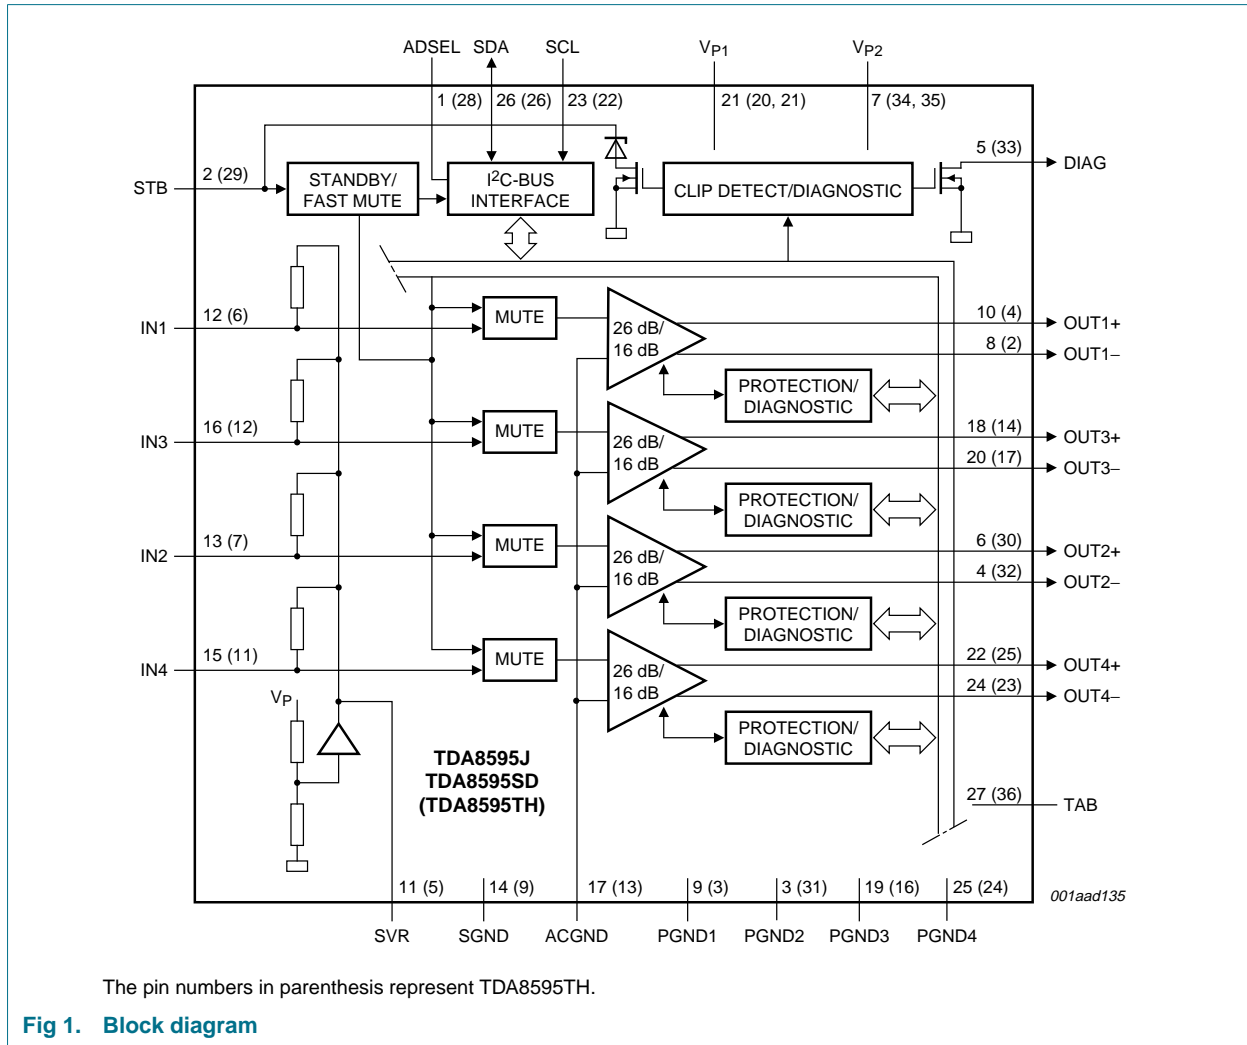 ADSEL SDA SCL VP1 VP2
1 (28) 26 (26) 23 (22) 21 (20, 21) 7 (34, 35)
5 (33) DIAG
STB 2 (29)
STANDBY/
FAST MUTE
I²C-BUS
INTERFACE
CLIP DETECT/DIAGNOSTIC
IN1 12 (6)
MUTE
26 dB/
16 dB
10 (4) OUT1+
8 (2) OUT1−
PROTECTION/
DIAGNOSTIC
IN3 16 (12)
MUTE
26 dB/
16 dB
18 (14) OUT3+
20 (17) OUT3−
PROTECTION/
DIAGNOSTIC
IN2 13 (7)
MUTE
26 dB/
16 dB
6 (30) OUT2+
4 (32) OUT2−
PROTECTION/
DIAGNOSTIC
IN4 15 (11)
MUTE
26 dB/
16 dB
22 (25) OUT4+
24 (23) OUT4−
PROTECTION/
DIAGNOSTIC
VP
TDA8595J
TDA8595SD
(TDA8595TH)
27 (36) TAB
11 (5) 14 (9) 17 (13) 9 (3) 3 (31) 19 (16) 25 (24)
001aad135
SVR SGND ACGND PGND1 PGND2 PGND3 PGND4
The pin numbers in parenthesis represent TDA8595TH.
Fig 1. Block diagram